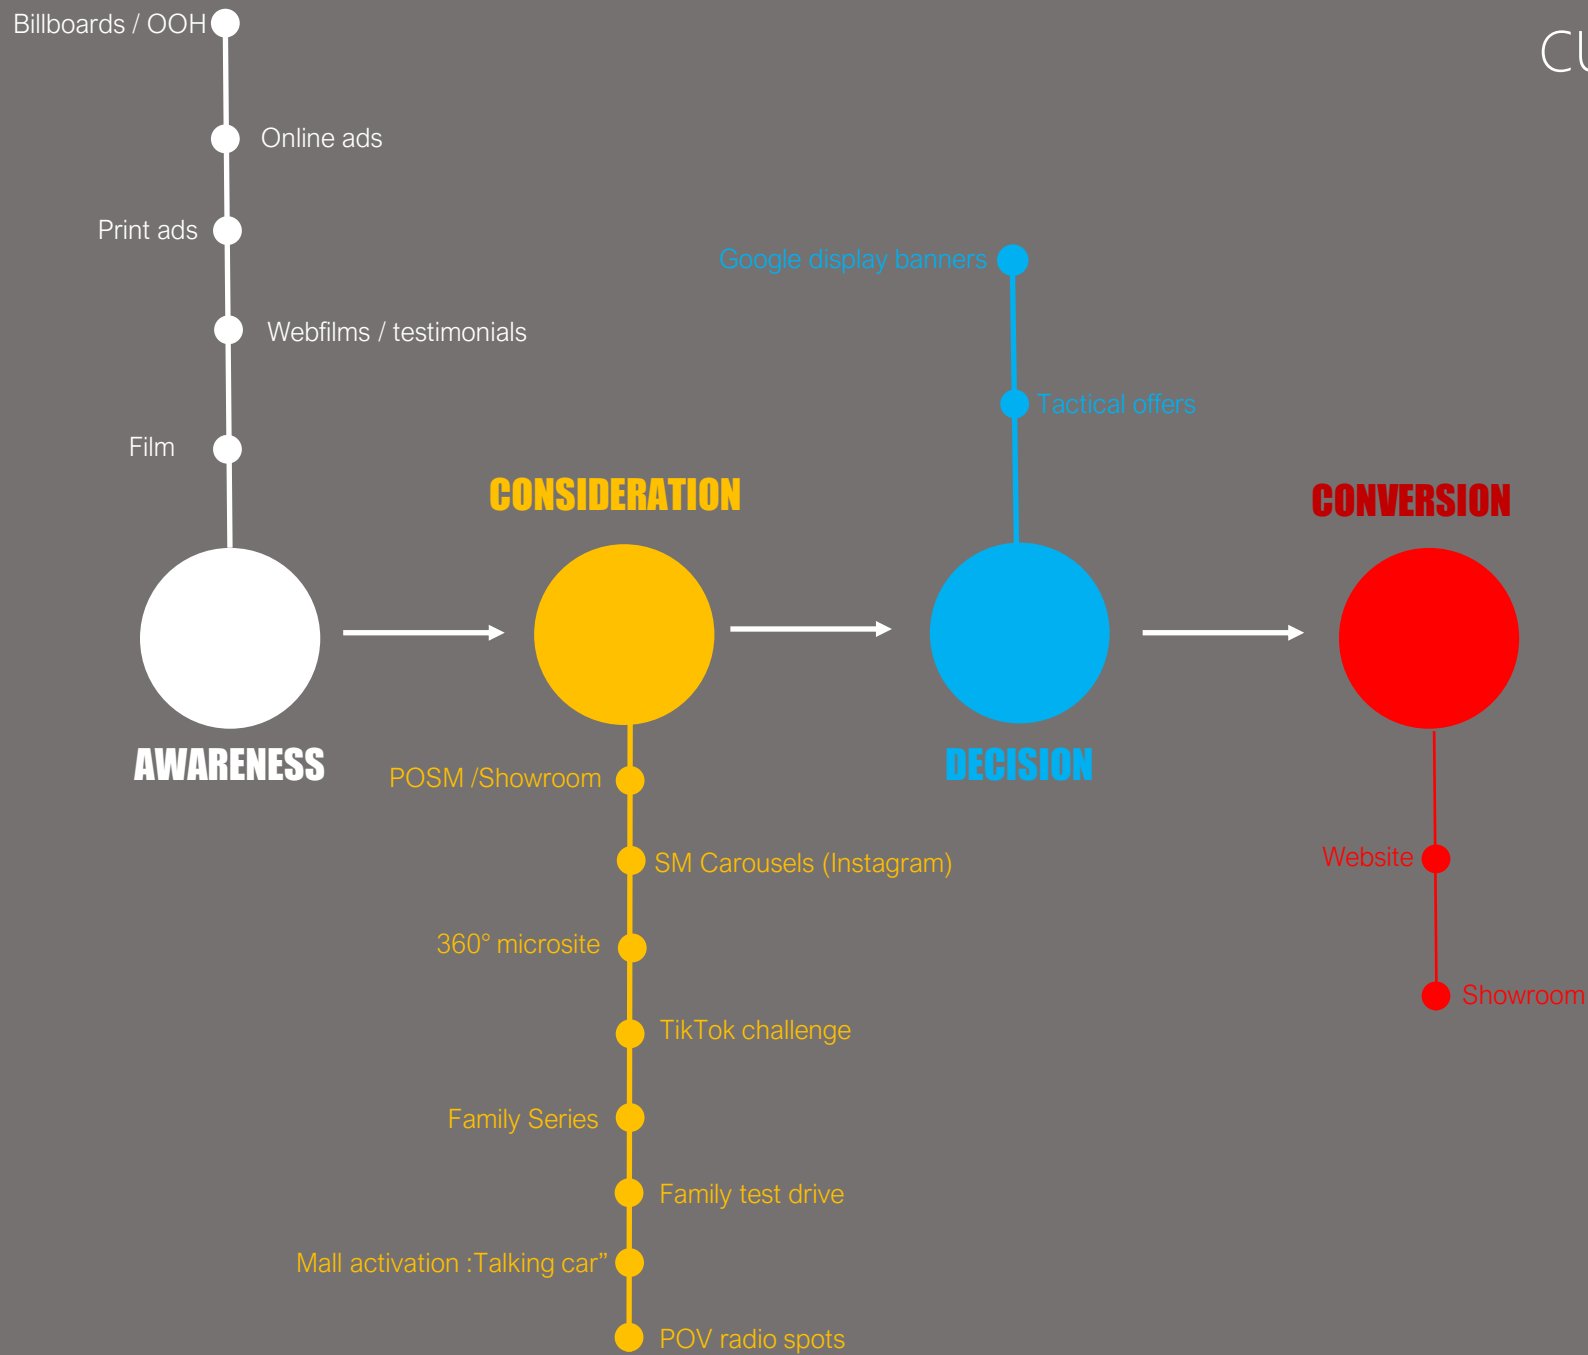 CU
Billboards / OOH
Online ads
Print ads
Webfilms / testimonials
Film
AWARENESS
CONSIDERATION
POSM /Showroom
SM Carousels (Instagram)
360° microsite
TikTok challenge
Family Series
Family test drive
Mall activation :Talking car”
POV radio spots
Google display banners
Tactical offers
DECISION
CONVERSION
Website
Showroom